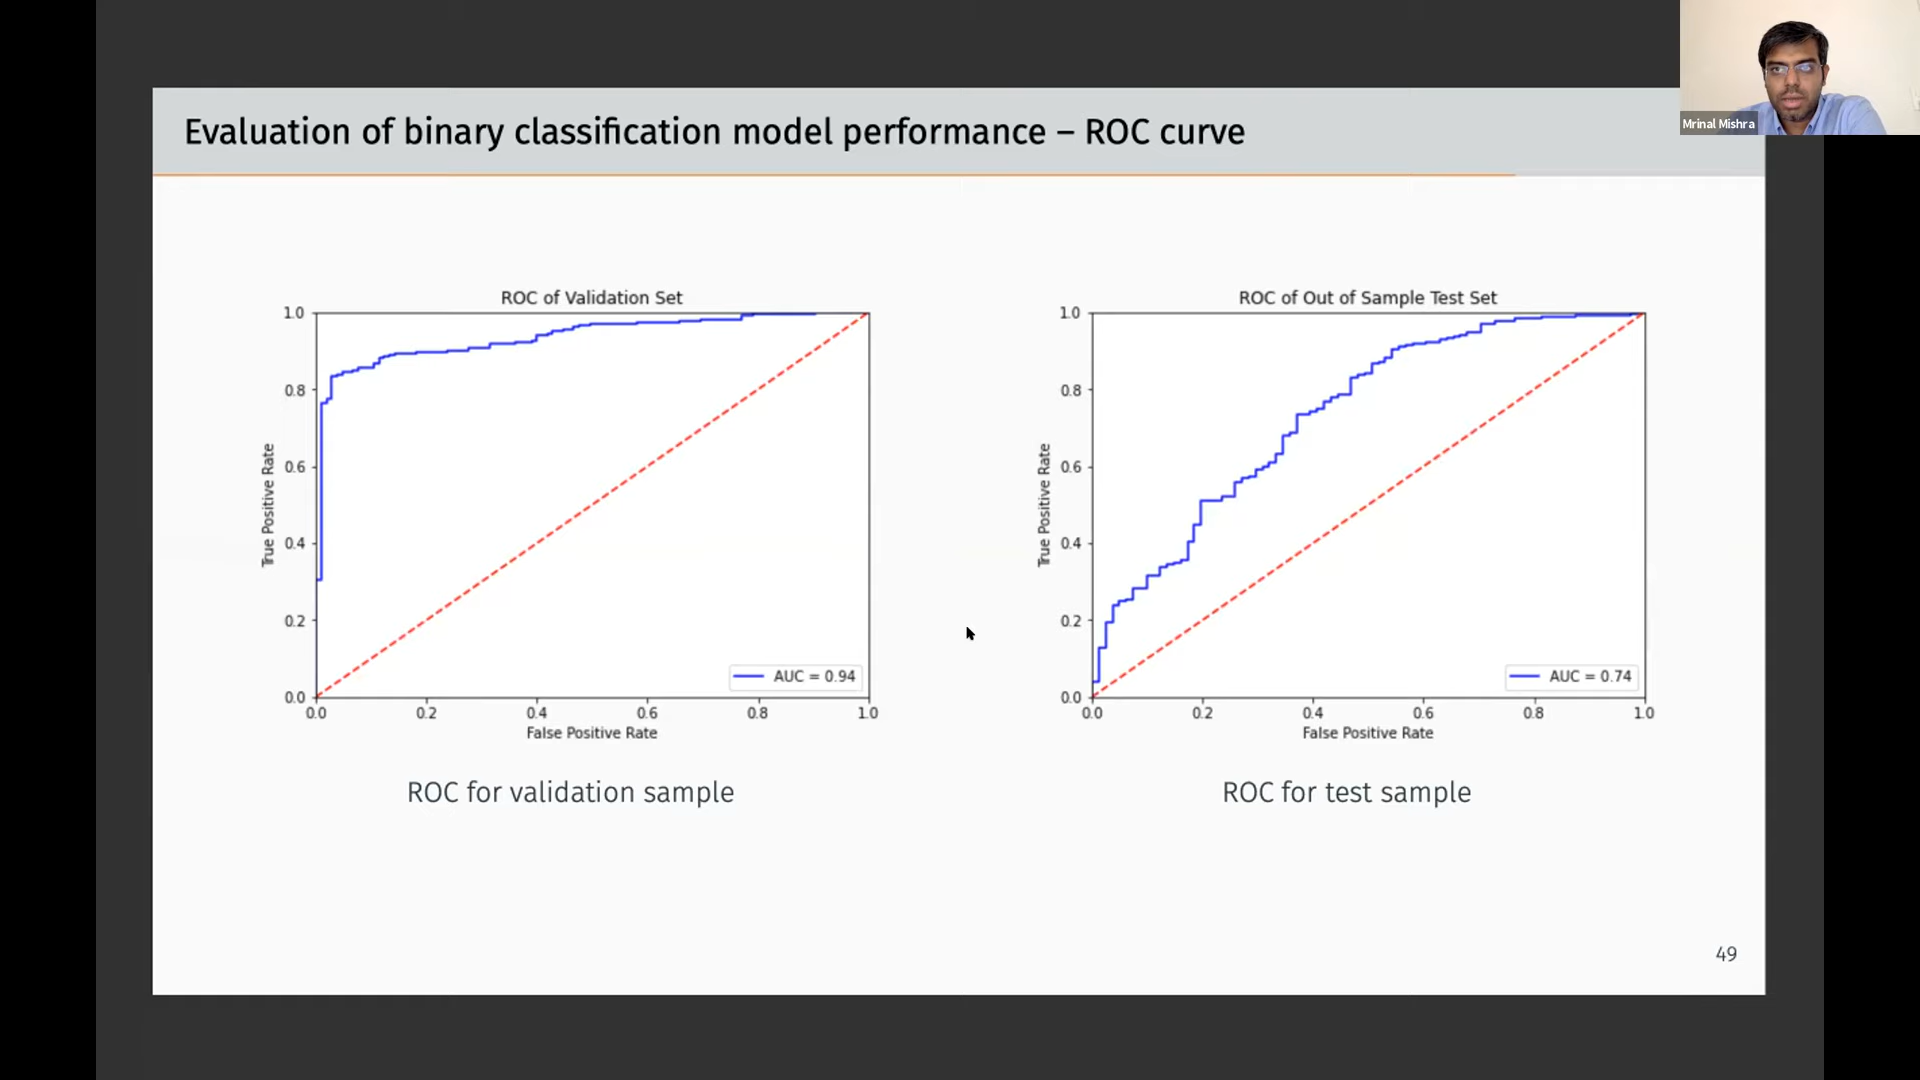 Mrinal Mishra
Evaluation of binary classification model performance – ROC curve
ROC of Validation Set
1.0
0.8
0.6
0.4
0.2
0.0
True Positive Rate
AUC = 0.94
0.0 0.2 0.4 0.6 0.8 1.0
False Positive Rate
ROC for validation sample
ROC of Out of Sample Test Set
1.0
0.8
0.6
0.4
0.2
0.0
True Positive Rate
AUC = 0.74
0.0 0.2 0.4 0.6 0.8 1.0
False Positive Rate
ROC for test sample
49